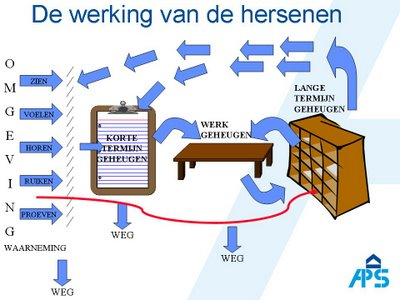 De werking van de hersenen
OMGEVING
ZIEN
VOELEN
HOREN
RUIKEN
PROEVEN
WAARNEMING
KORTE
TERMIJN
GEHEUGEN
WERK
GEHEUGEN
LANGE
TERMIJN
GEHEUGEN
WEG
WEG
WEG
APS